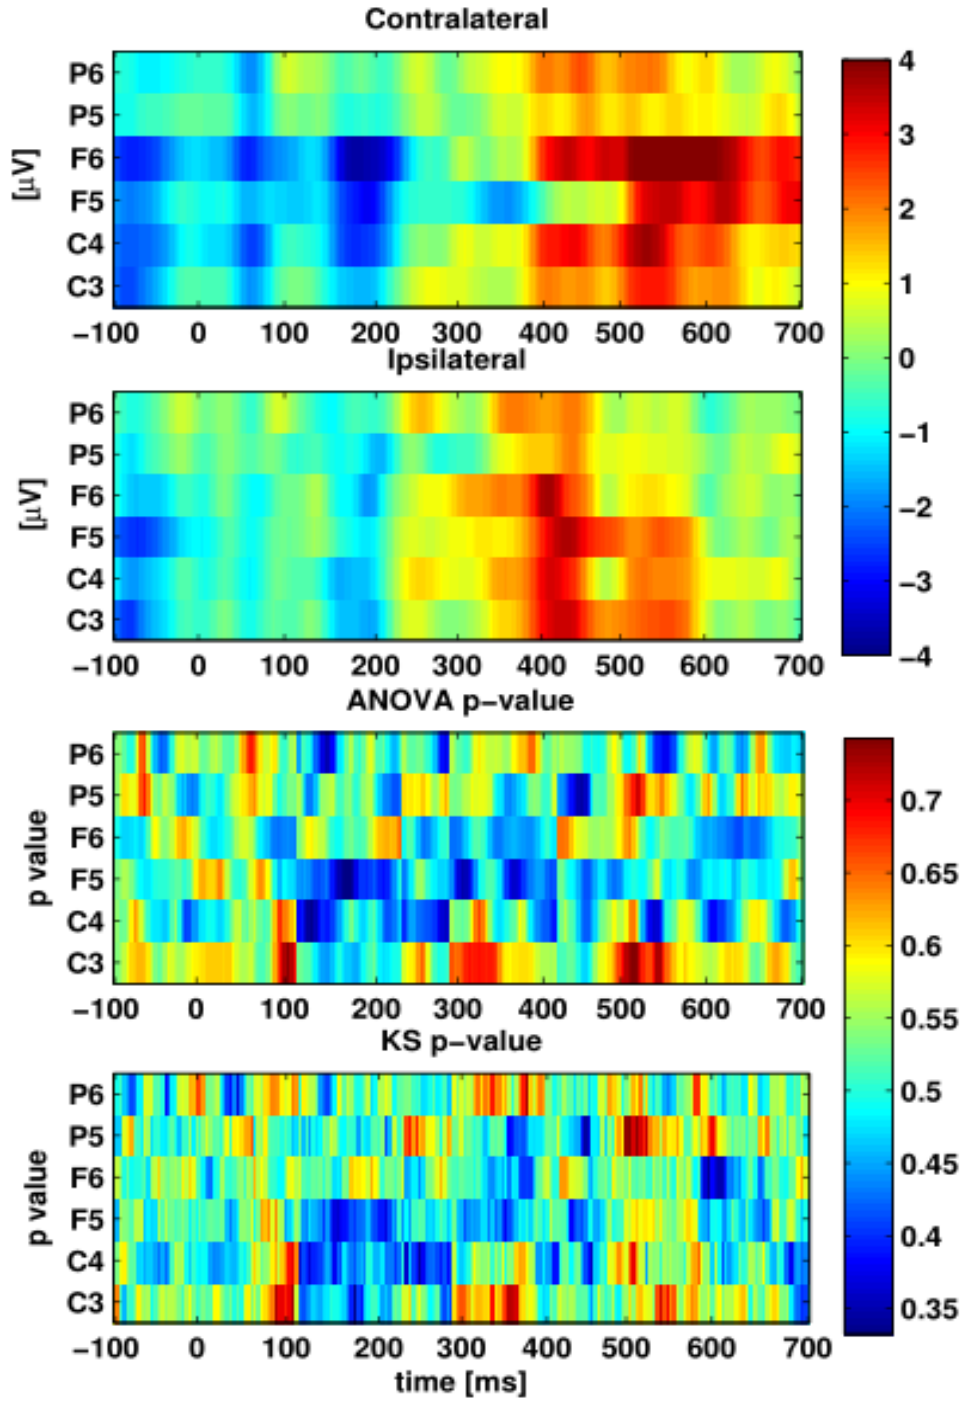 Contralateral
P6
P5
F6
F5
C4
C3
[μV]
−100 0 100 200 300 400 500 600 700
4
3
2
1
0
−1
−2
−3
−4
Ipsilateral
P6
P5
F6
F5
C4
C3
[μV]
−100 0 100 200 300 400 500 600 700
ANOVA p−value
P6
P5
F6
F5
C4
C3
p value
−100 0 100 200 300 400 500 600 700
0.7
0.65
0.6
0.55
0.5
0.45
0.4
0.35
KS p−value
P6
P5
F6
F5
C4
C3
p value
−100 0 100 200 300 400 500 600 700
time [ms]